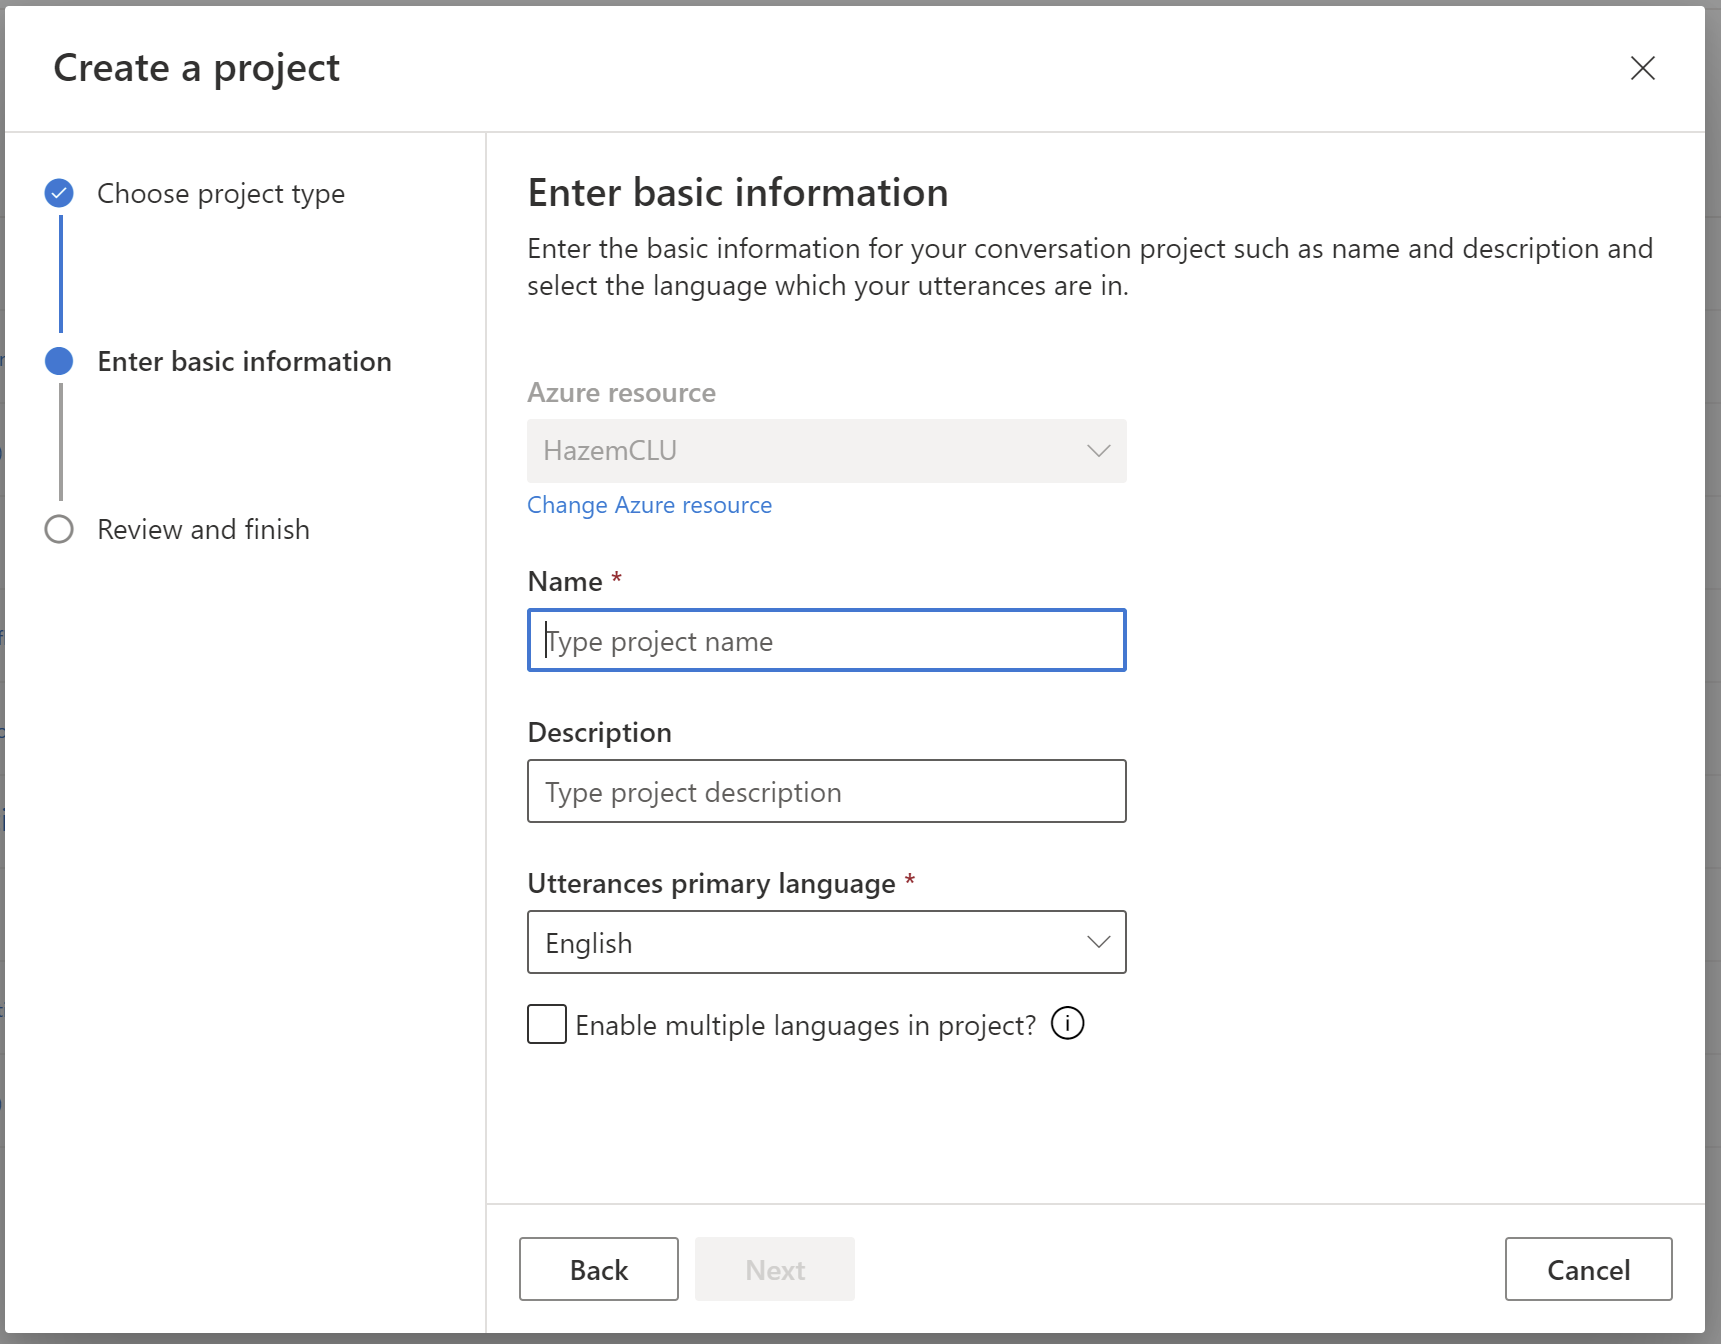 Create a project
Choose project type
Enter basic information
Review and finish
Enter basic information
Enter the basic information for your conversation project such as name and description and
select the language which your utterances are in.
Azure resource
HazemCLU
Change Azure resource
Name *
Type project name
Description
Type project description
Utterances primary language *
English
Enable multiple languages in project?
Back
Next
Cancel